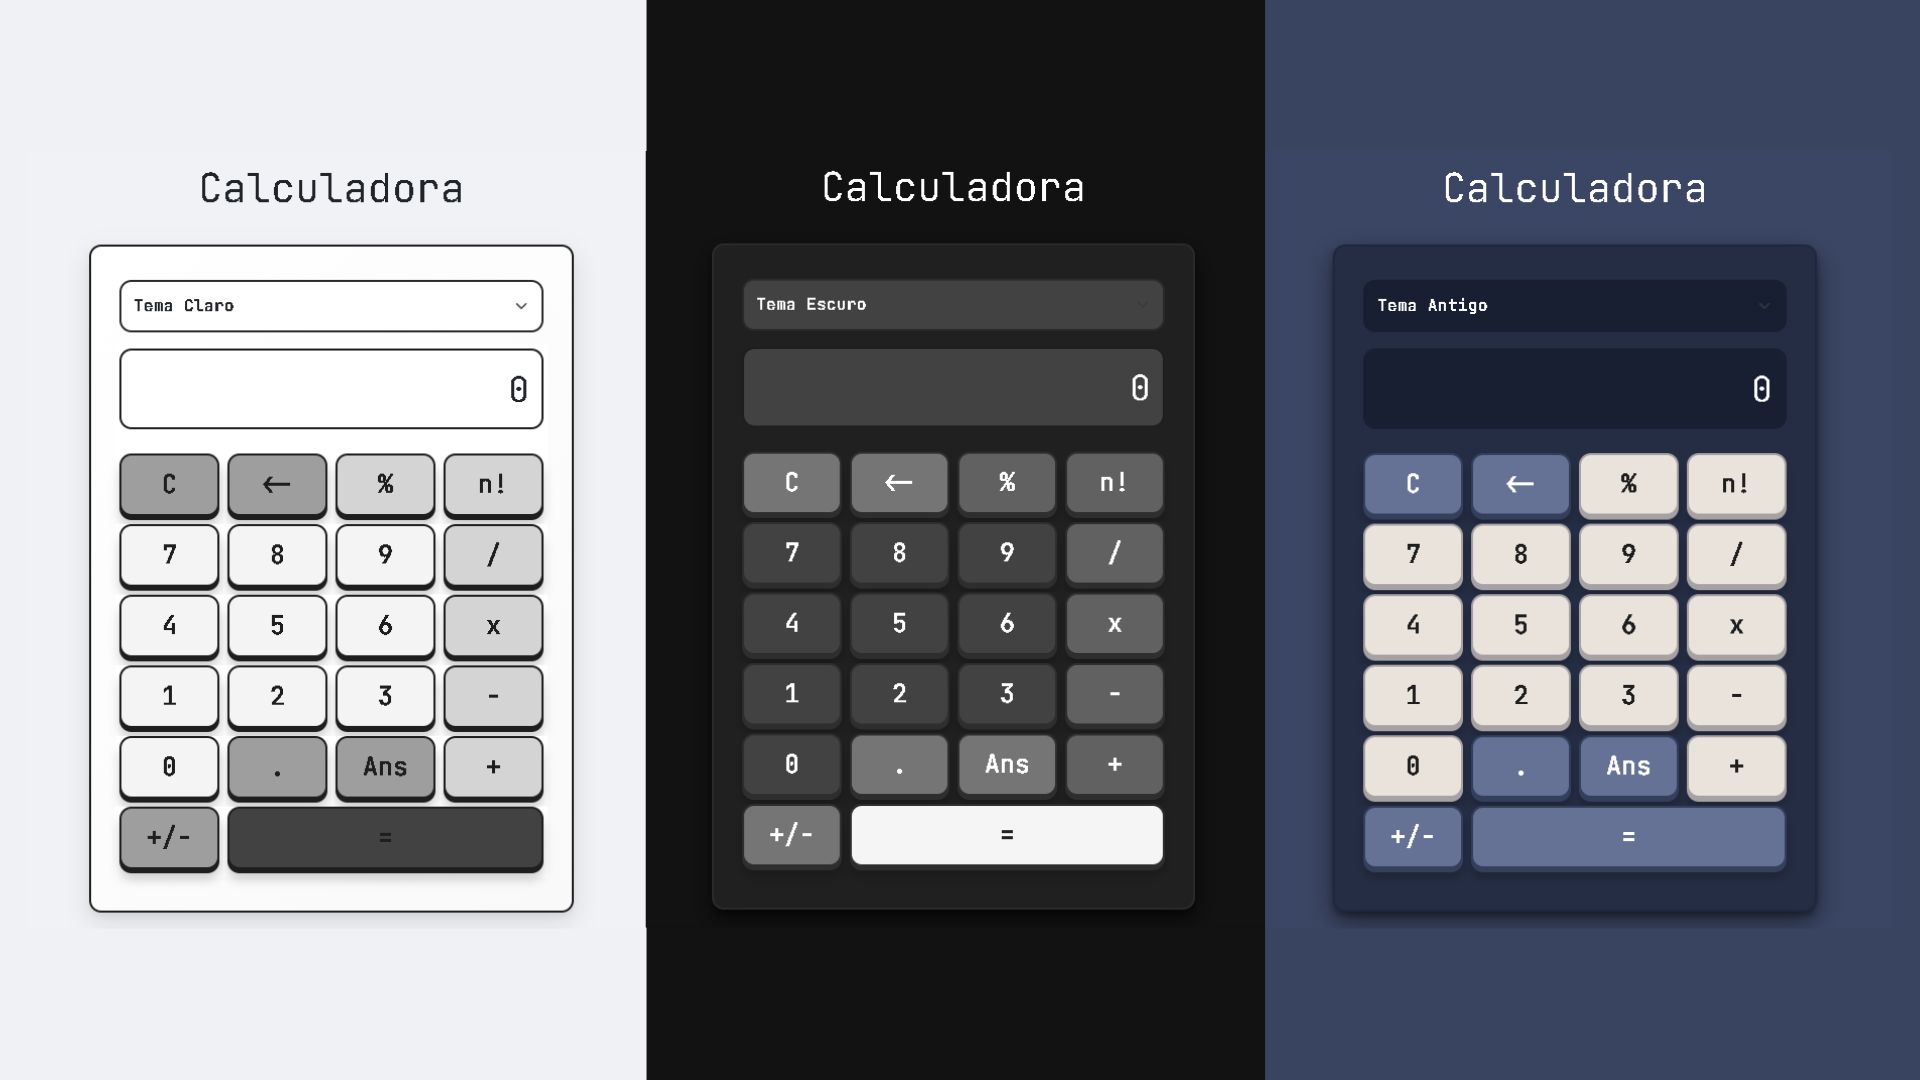 Calculadora
Tema Claro
0
C ← % n!
7 8 9 /
4 5 6 x
1 2 3 -
0 . Ans +
+/- =
Calculadora
Tema Escuro
0
C ← % n!
7 8 9 /
4 5 6 x
1 2 3 -
0 . Ans +
+/- =
Calculadora
Tema Antigo
0
C ← % n!
7 8 9 /
4 5 6 x
1 2 3 -
0 . Ans +
+/- =